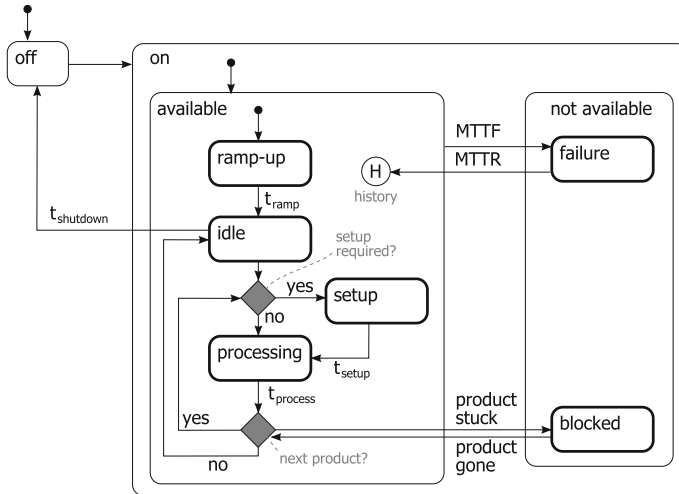 off
on
available
not available
ramp-up
MTTF
failure
MTTR
H
history
t_ramp
t_shutdown
idle
setup
required?
yes
setup
no
processing
t_setup
t_process
product
stuck
yes
blocked
product
gone
no
next product?